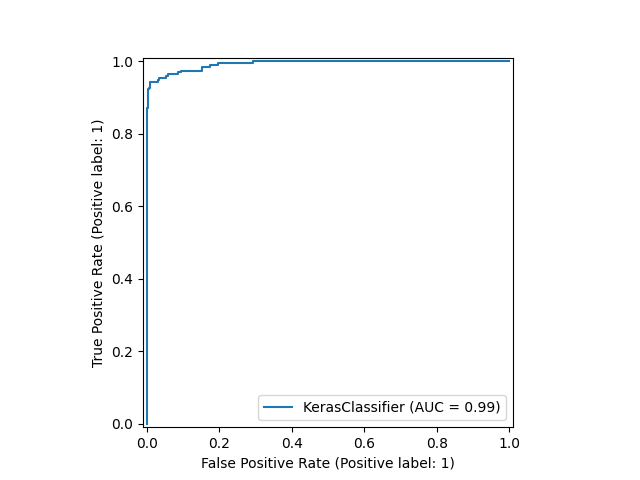 1.0
0.8
0.6
0.4
0.2
0.0
True Positive Rate (Positive label: 1)
KerasClassifier (AUC = 0.99)
0.0 0.2 0.4 0.6 0.8 1.0
False Positive Rate (Positive label: 1)